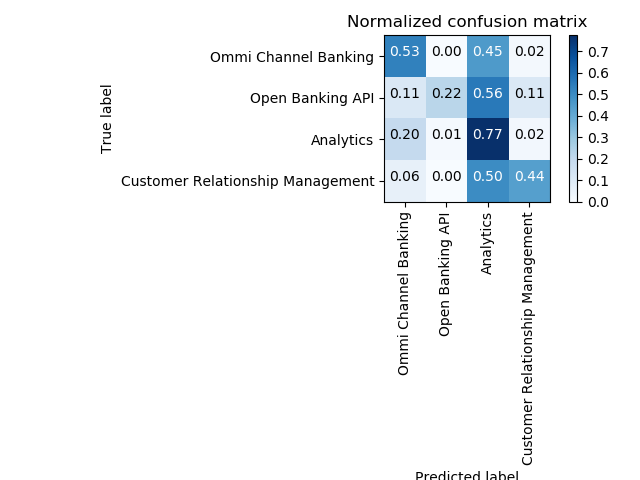 Normalized confusion matrix
True label
Ommi Channel Banking
0.53 0.00 0.45 0.02
Open Banking API
0.11 0.22 0.56 0.11
Analytics
0.20 0.01 0.77 0.02
Customer Relationship Management
0.06 0.00 0.50 0.44
0.7
0.6
0.5
0.4
0.3
0.2
0.1
0.0
Ommi Channel Banking
Open Banking API
Analytics
Customer Relationship Management
Predicted label